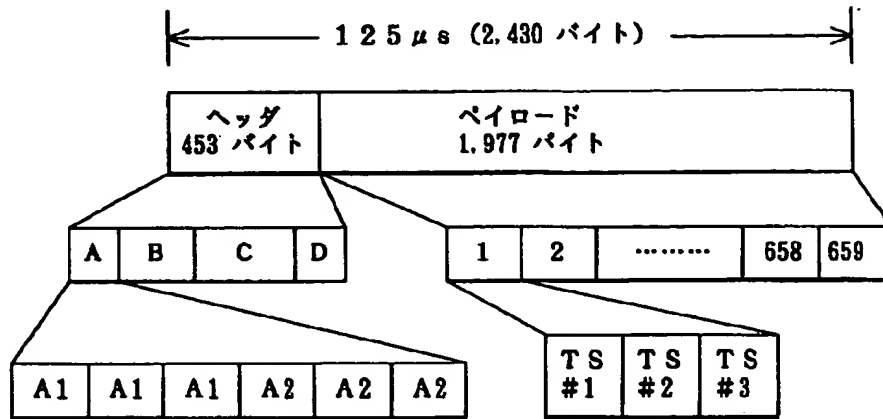 125μs (2,430 バイト)
ヘッダ ペイロード
453 バイト 1,977 バイト
A B C D 1 2 ……… 658 659
A1 A1 A1 A2 A2 A2 TS #1 TS #2 TS #3